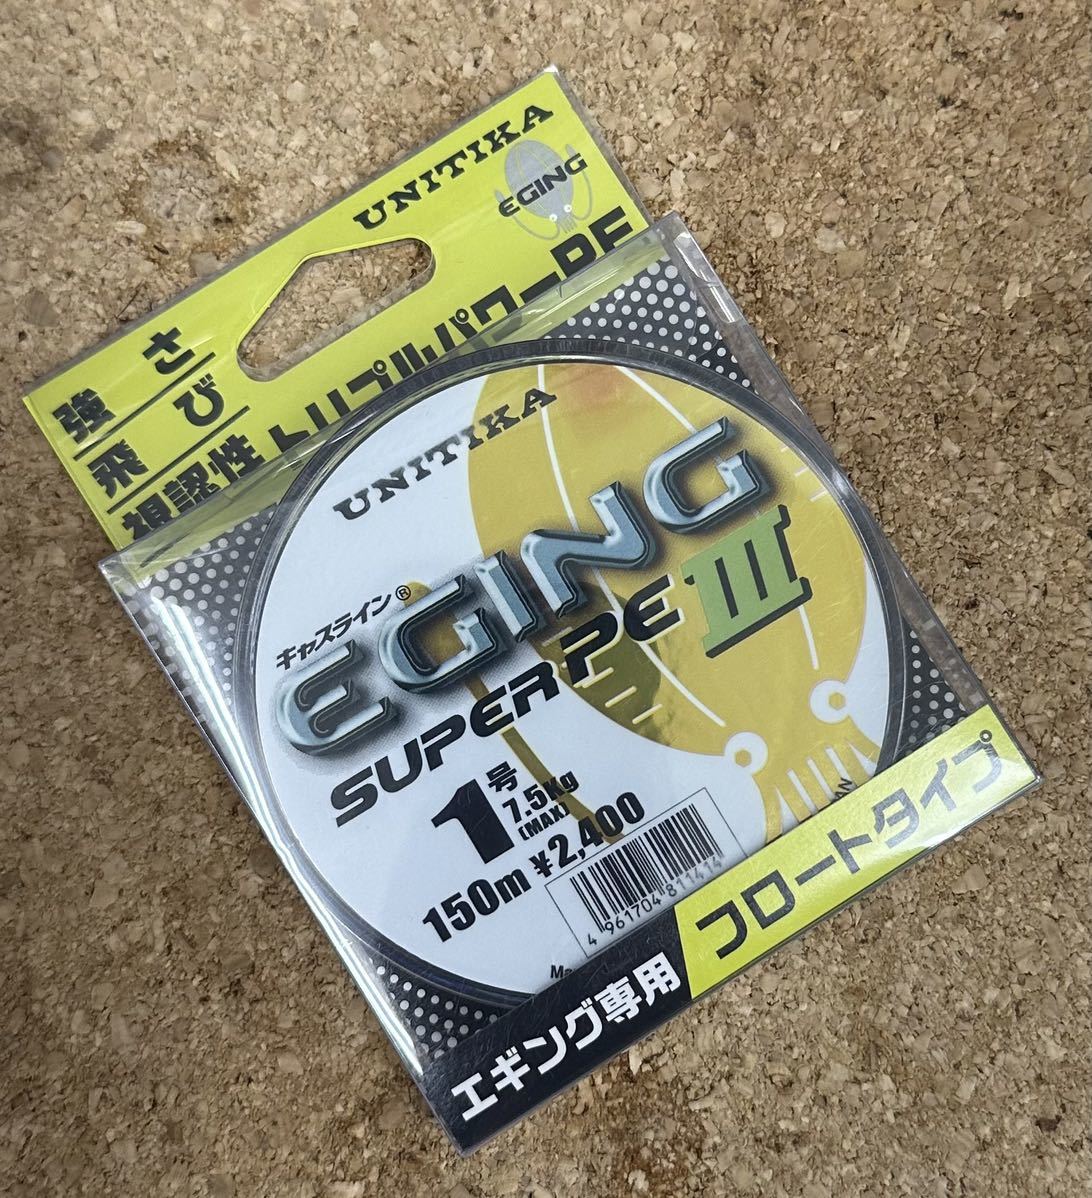 UNITIKA
EGING
強さ
飛び
視認性 トリプルパワーPE
UNITIKA
キャスライン®
EGING
SUPER PE III
1号
7.5Kg
(MAX)
150m ¥2,400
4 961704 811414
エギング専用 フロートタイプ